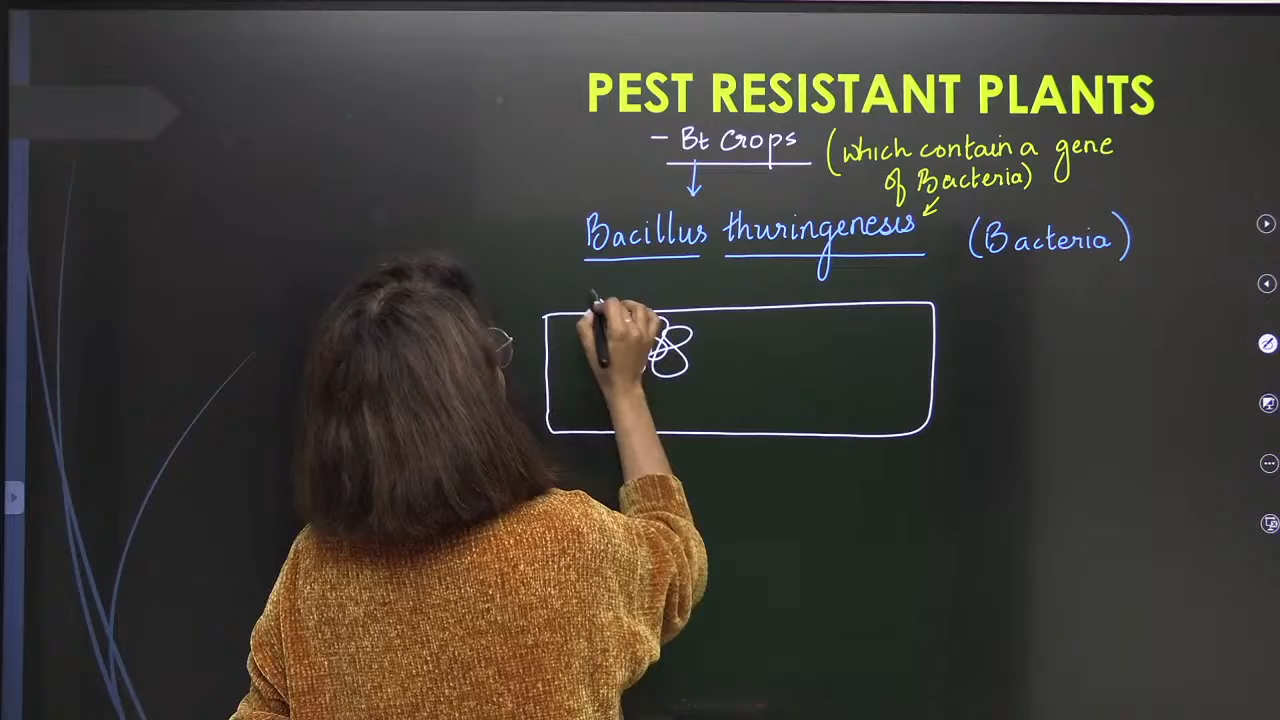 PEST RESISTANT PLANTS
- Bt Crops (which contain a gene
of Bacteria)
Bacillus thuringenesis (Bacteria)